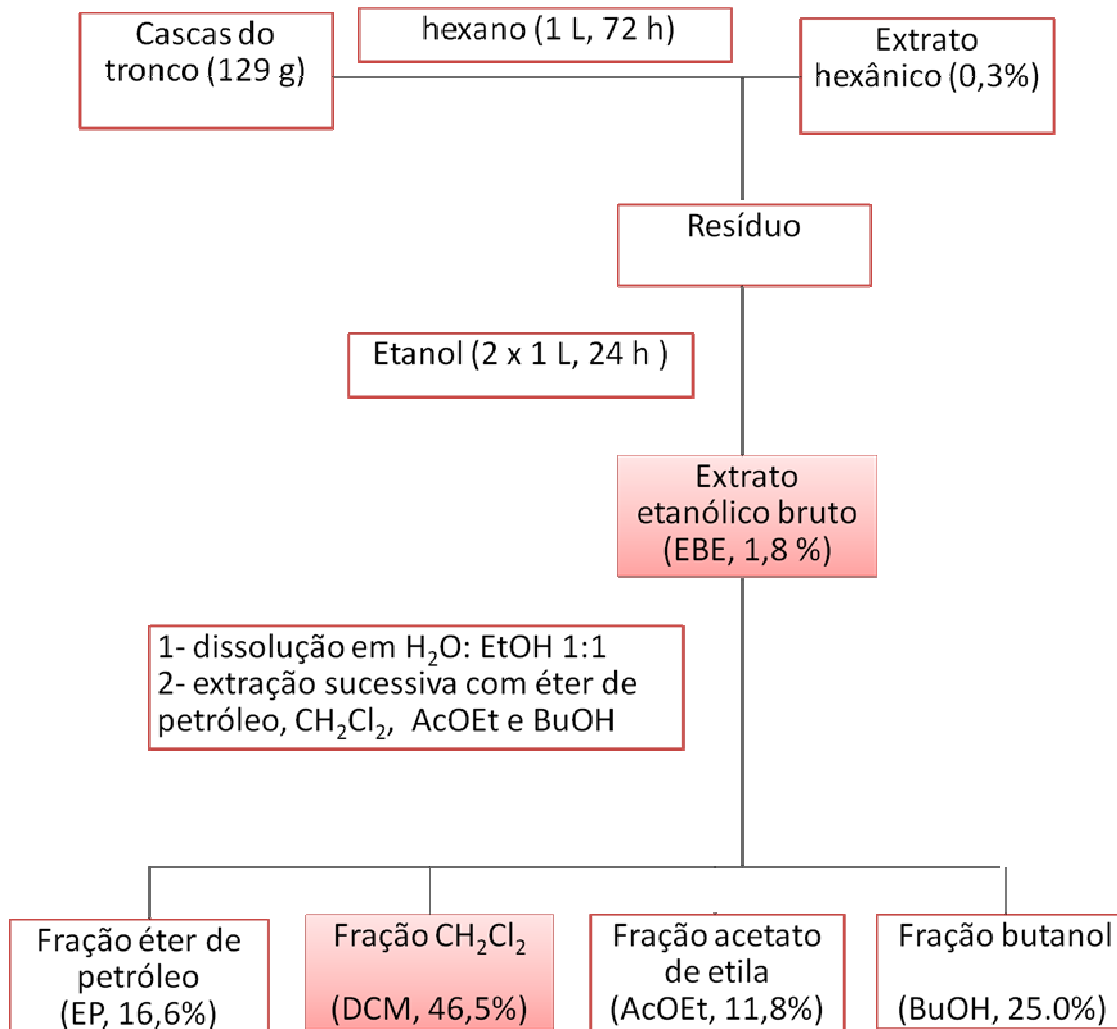 Cascas do
tronco (129 g)
hexano (1 L, 72 h)
Extrato
hexânico (0,3%)
Resíduo
Etanol (2 x 1 L, 24 h )
Extrato
etanólico bruto
(EBE, 1,8 %)
1- dissolução em H₂O: EtOH 1:1
2- extração sucessiva com éter de
petróleo, CH₂Cl₂, AcOEt e BuOH
Fração éter de
petróleo
(EP, 16,6%)
Fração CH₂Cl₂
(DCM, 46,5%)
Fração acetato
de etila
(AcOEt, 11,8%)
Fração butanol
(BuOH, 25.0%)